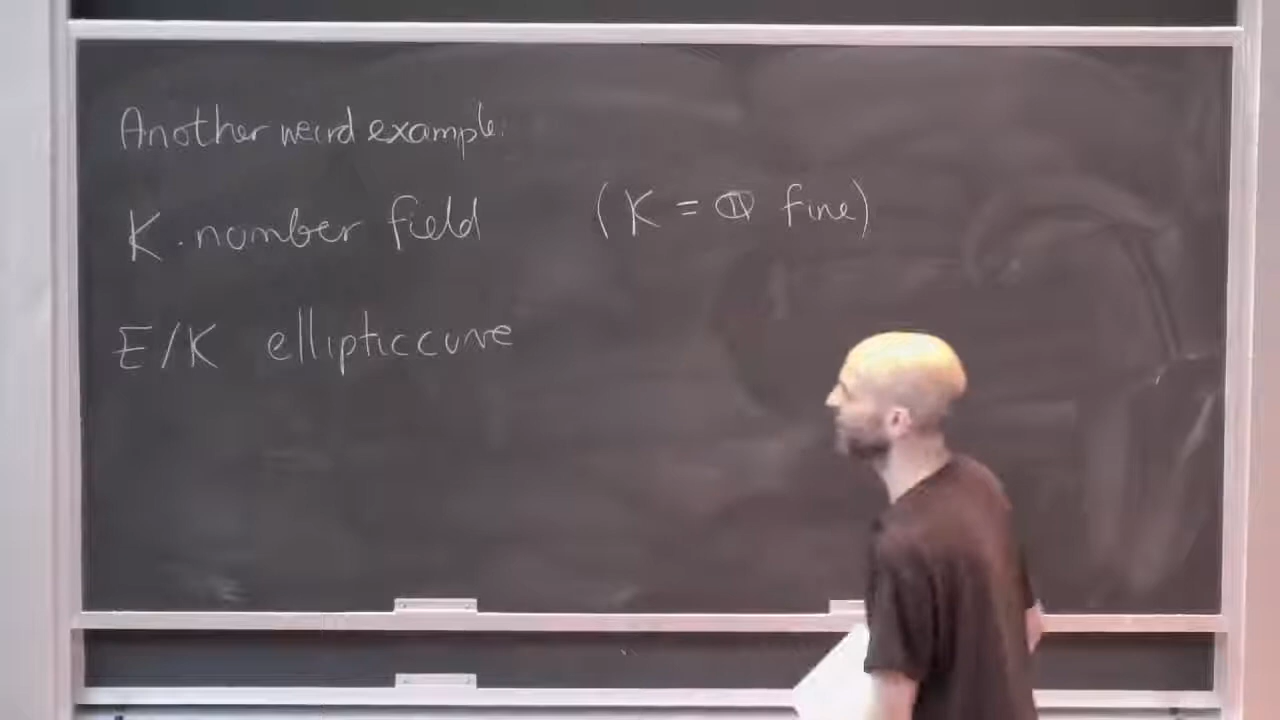 Another weird example:
K number field (K = ℚ fine)
E/K elliptic curve